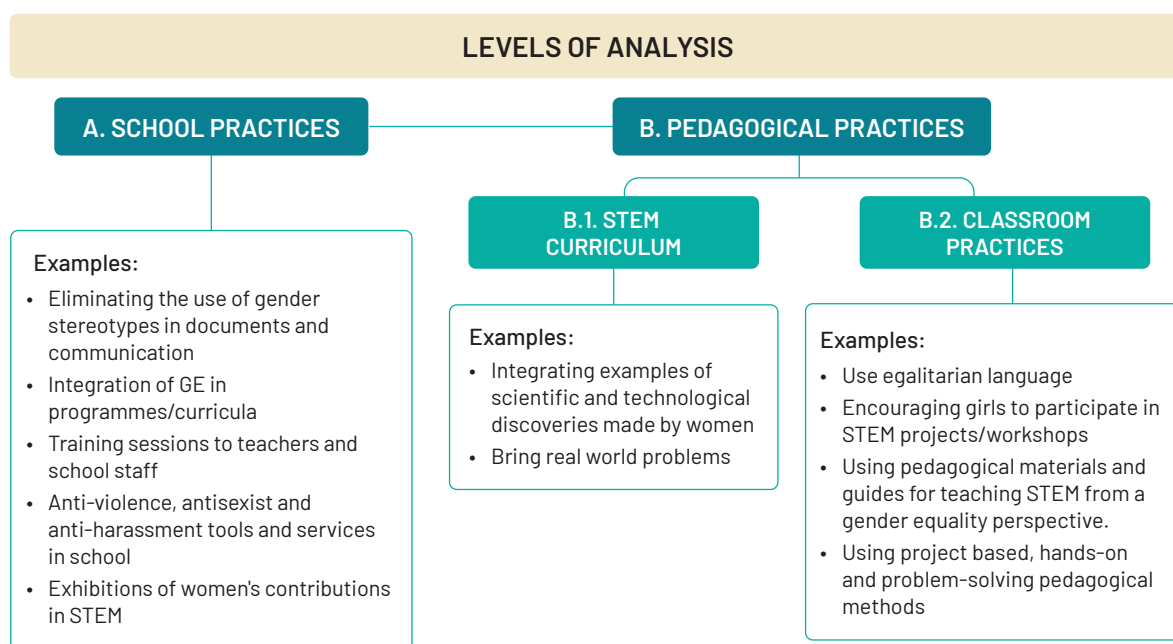 LEVELS OF ANALYSIS
A. SCHOOL PRACTICES
B. PEDAGOGICAL PRACTICES
Examples:
• Eliminating the use of gender
stereotypes in documents and
communication
• Integration of GE in
programmes/curricula
• Training sessions to teachers and
school staff
• Anti-violence, antisexist and
anti-harassment tools and services
in school
• Exhibitions of women's contributions
in STEM
B.1. STEM
CURRICULUM
Examples:
• Integrating examples of
scientific and technological
discoveries made by women
• Bring real world problems
B.2. CLASSROOM
PRACTICES
Examples:
• Use egalitarian language
• Encouraging girls to participate in
STEM projects/workshops
• Using pedagogical materials and
guides for teaching STEM from a
gender equality perspective.
• Using project based, hands-on
and problem-solving pedagogical
methods